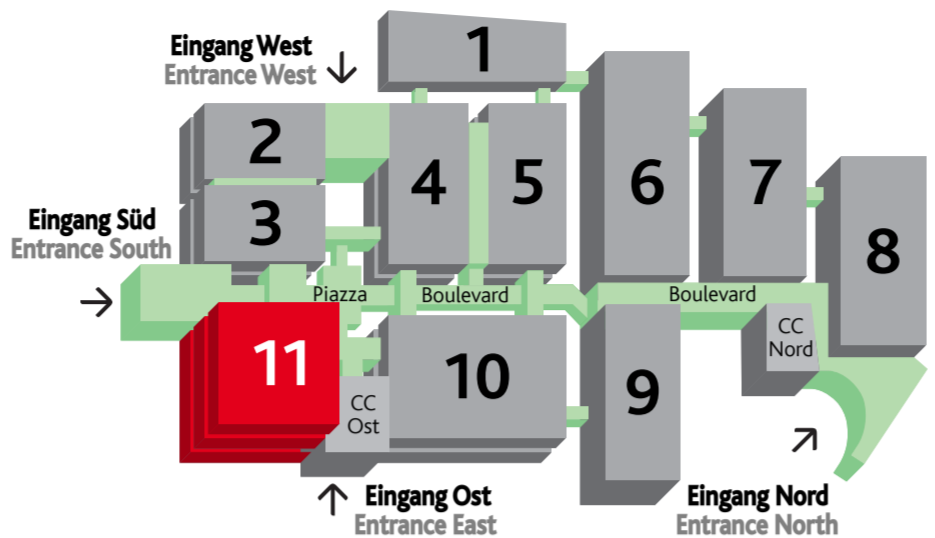 Eingang West
Entrance West
1
2
3
4
5
6
7
8
Eingang Süd
Entrance South
Piazza
Boulevard
Boulevard
CC
Nord
11
10
9
CC
Ost
Eingang Ost
Entrance East
Eingang Nord
Entrance North